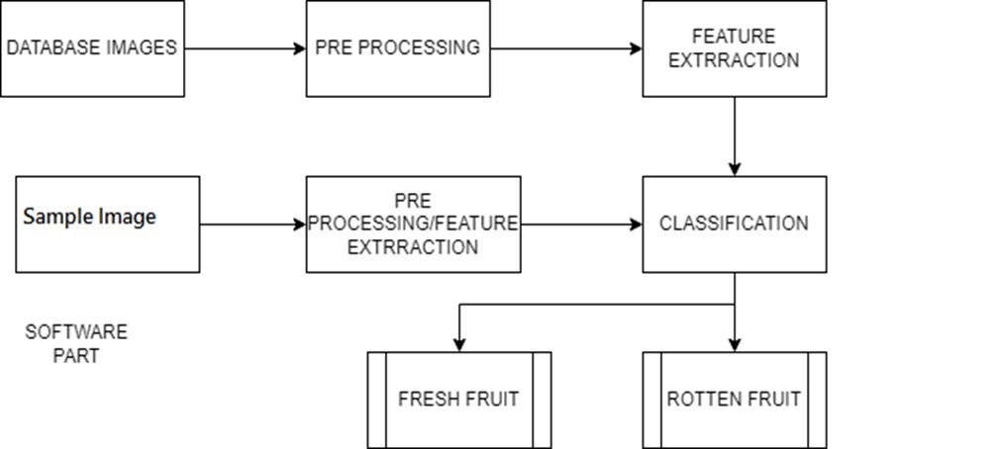 DATABASE IMAGES
PRE PROCESSING
FEATURE
EXTRRACTION
Sample Image
PRE
PROCESSING/FEATURE
EXTRRACTION
CLASSIFICATION
SOFTWARE
PART
FRESH FRUIT
ROTTEN FRUIT